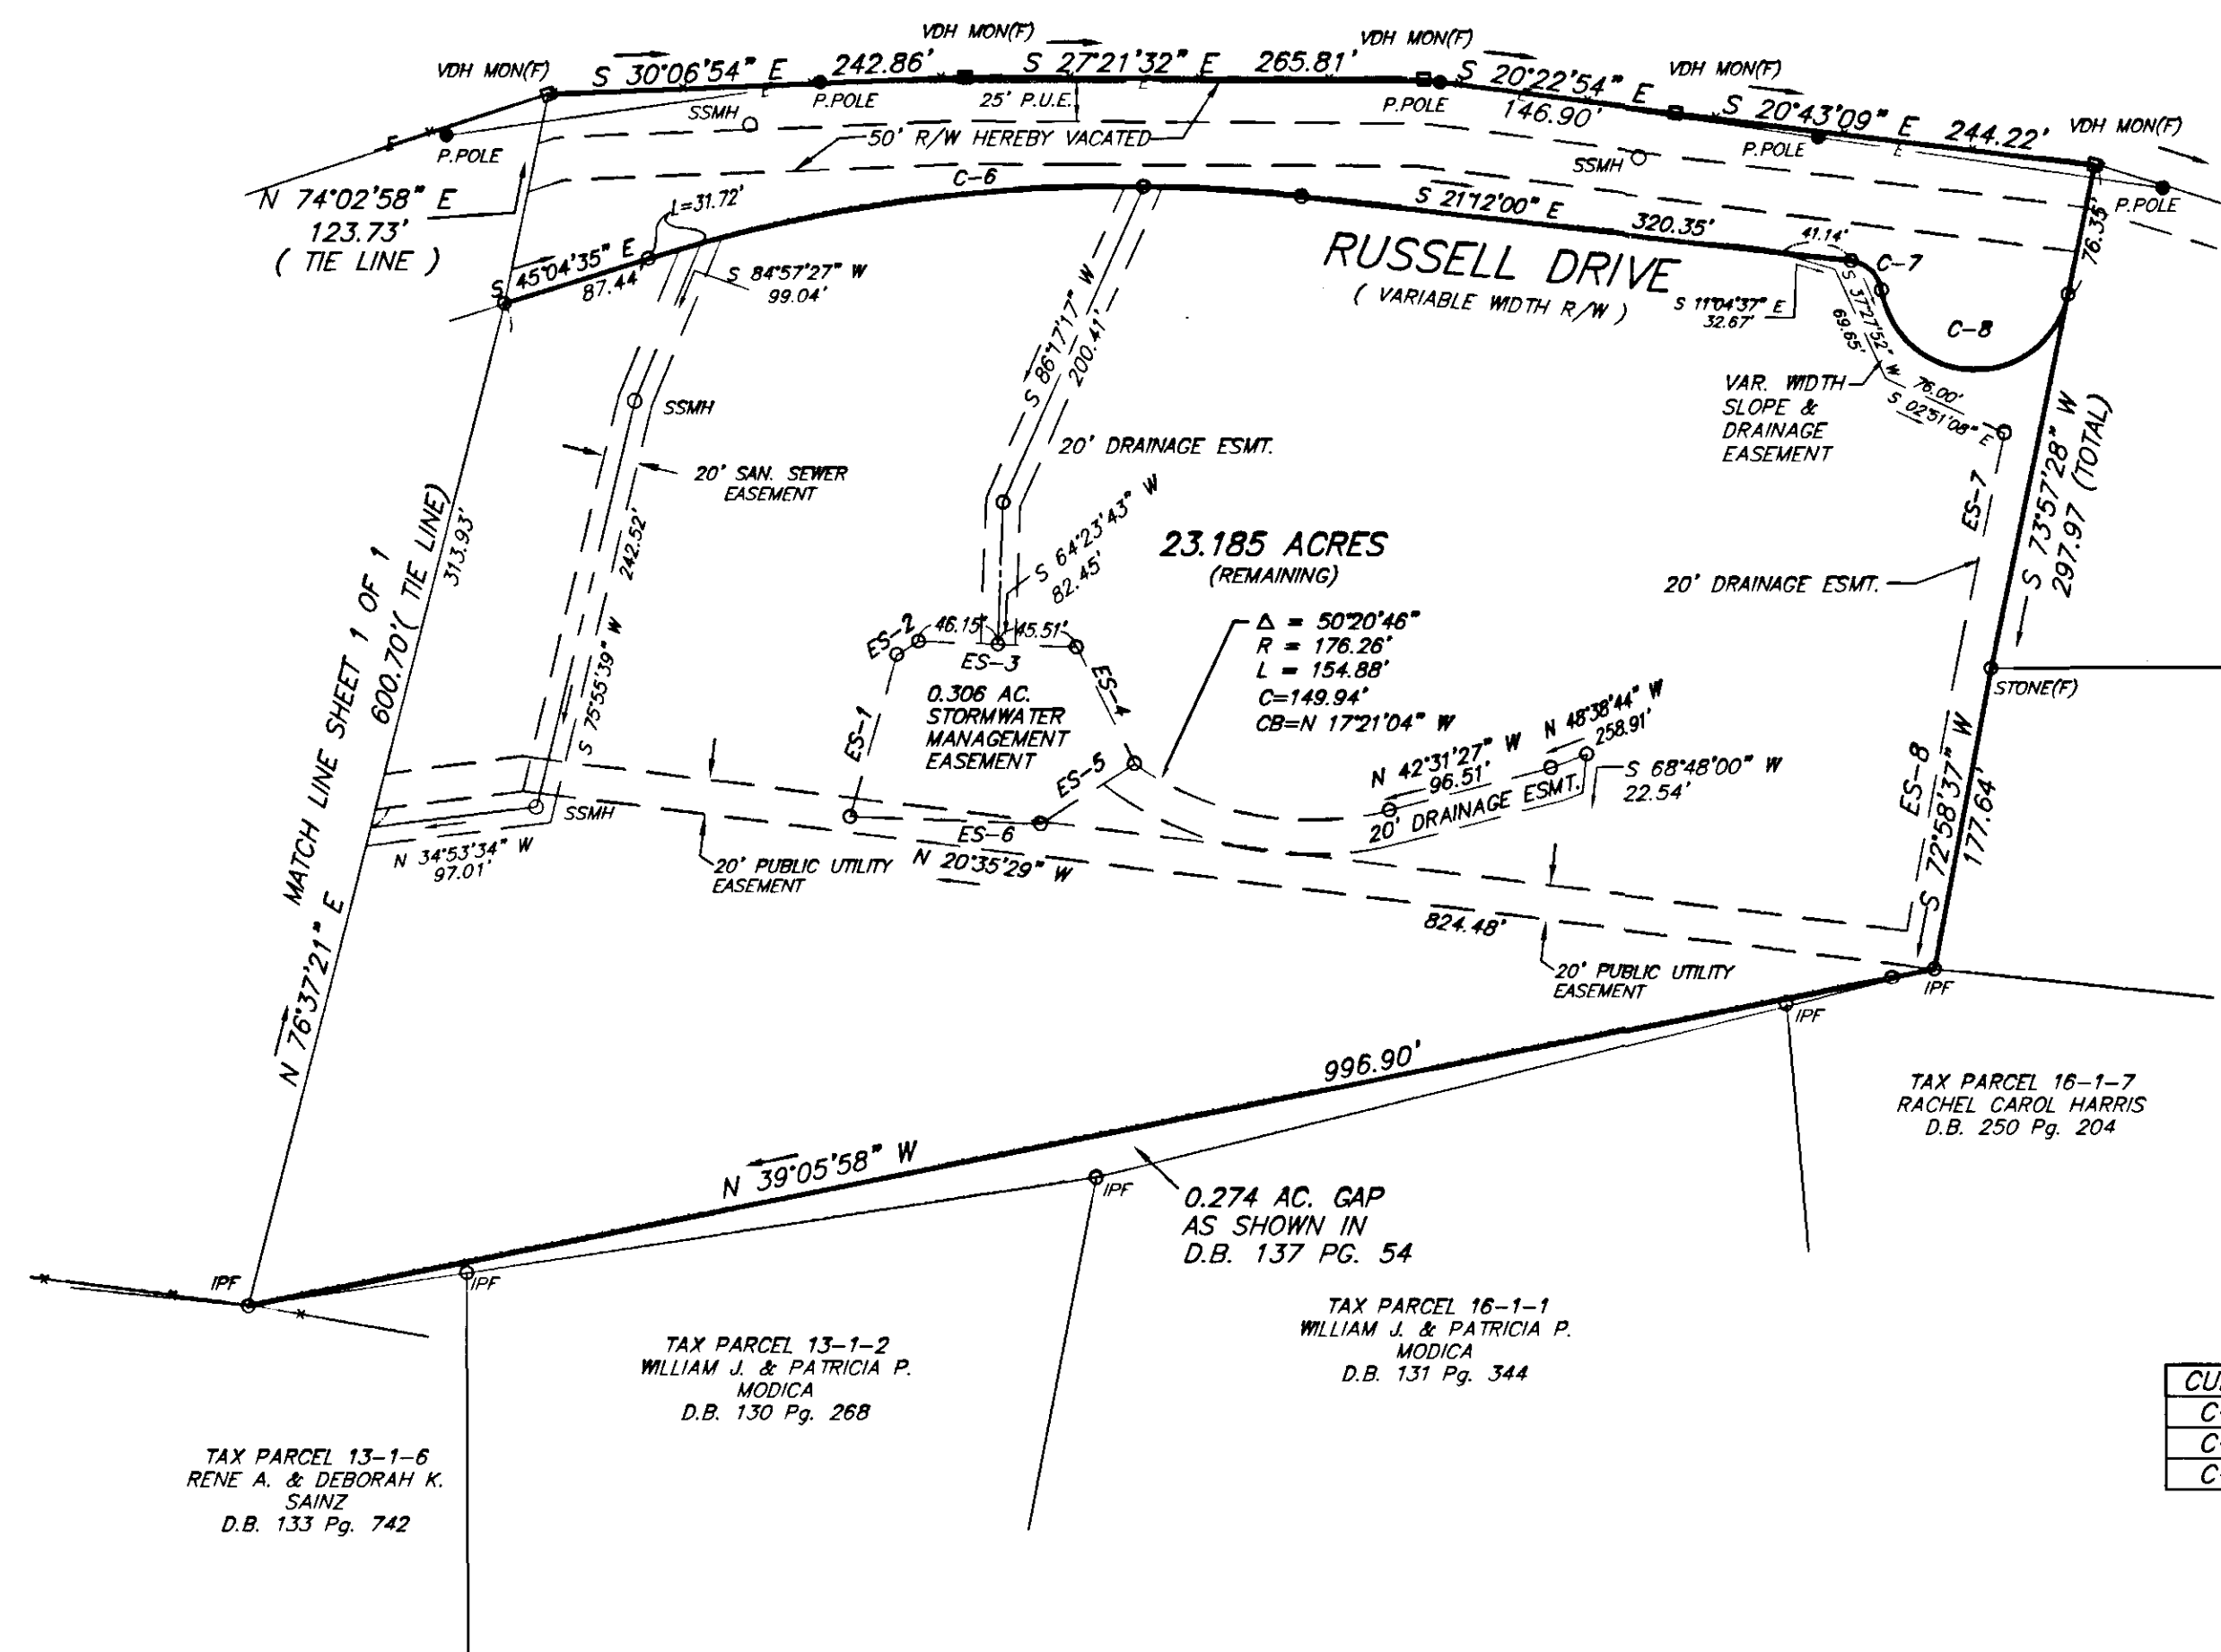 VDH MON(F)
S 30°06'54" E
242.86'
VDH MON(F)
S 27°21'32" E
265.81'
VDH MON(F)
S 20°22'54" E
146.90'
VDH MON(F)
S 20°43'09" E
244.22'
VDH MON(F)
E
P.POLE
SSMH
E
P.POLE
25' P.U.E.
E
P.POLE
E
SSMH
P.POLE
E
P.POLE
50' R/W HEREBY VACATED
N 74°02'58" E
123.73'
( TIE LINE )
L=31.72'
C-6
S 45°04'35" E
87.44'
S 84°57'27" W
99.04'
S 86°17'17" W
200.41'
S 21°12'00" E
320.35'
41.14'
RUSSELL DRIVE
( VARIABLE WIDTH R/W )
S 11°04'37" E
32.67'
C-7
C-8
76.35'
S 37°27'52" W
69.65'
76.00'
S 02°51'08" E
VAR. WIDTH
SLOPE &
DRAINAGE
EASEMENT
SSMH
20' SAN. SEWER
EASEMENT
242.52'
S 75°55'39" W
20' DRAINAGE ESMT.
S 64°23'43" W
82.45'
23.185 ACRES
(REMAINING)
20' DRAINAGE ESMT.
ES-7
S 73°57'28" W
297.97 (TOTAL)
MATCH LINE SHEET 1 OF 1
600.70'( TIE LINE)
313.93'
N 76°37'21" E
ES-2
46.15'
45.51'
ES-3
ES-1
ES-4
0.306 AC.
STORMWATER
MANAGEMENT
EASEMENT
ES-5
ES-6
Δ = 50°20'46"
R = 176.26'
L = 154.88'
C=149.94'
CB=N 17°21'04" W
N 42°31'27" W
96.51'
N 48°38'44" W
258.91'
20' DRAINAGE ESMT.
S 68°48'00" W
22.54'
STONE(F)
ES-8
S 72°58'37" W
177.64'
SSMH
N 34°53'34" W
97.01'
20' PUBLIC UTILITY
EASEMENT
N 20°35'29" W
824.48'
20' PUBLIC UTILITY
EASEMENT
IPF
IPF
996.90'
N 39°05'58" W
IPF
IPF
IPF
0.274 AC. GAP
AS SHOWN IN
D.B. 137 PG. 54
TAX PARCEL 16-1-7
RACHEL CAROL HARRIS
D.B. 250 Pg. 204
TAX PARCEL 16-1-1
WILLIAM J. & PATRICIA P.
MODICA
D.B. 131 Pg. 344
TAX PARCEL 13-1-2
WILLIAM J. & PATRICIA P.
MODICA
D.B. 130 Pg. 268
TAX PARCEL 13-1-6
RENE A. & DEBORAH K.
SAINZ
D.B. 133 Pg. 742